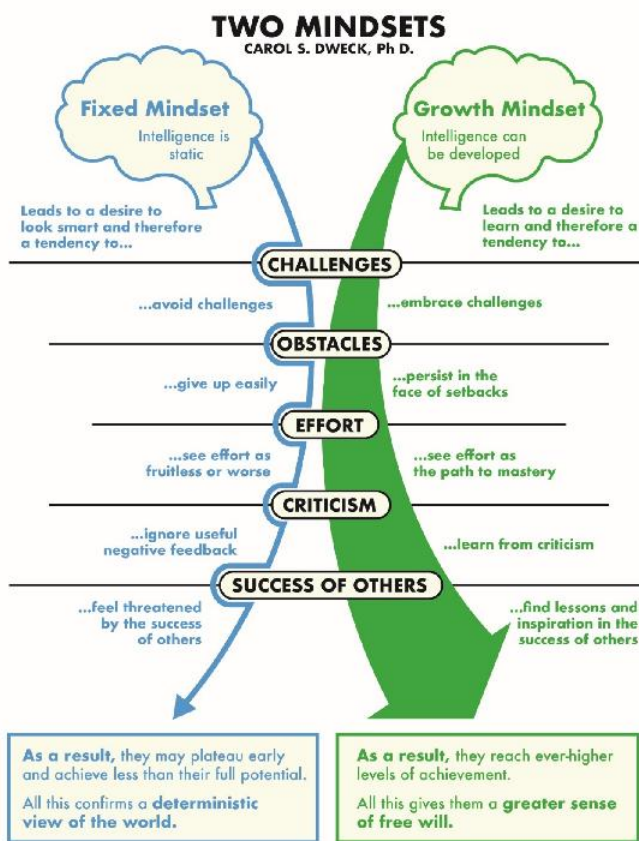 TWO MINDSETS
CAROL S. DWECK, Ph D.
Fixed Mindset
Intelligence is
static
Growth Mindset
Intelligence can
be developed
Leads to a desire to
look smart and therefore
a tendency to...
Leads to a desire to
learn and therefore a
tendency to...
CHALLENGES
...avoid challenges
...embrace challenges
OBSTACLES
...give up easily
...persist in the
face of setbacks
EFFORT
...see effort as
fruitless or worse
...see effort as
the path to mastery
CRITICISM
...ignore useful
negative feedback
...learn from criticism
SUCCESS OF OTHERS
...feel threatened
by the success
of others
...find lessons and
inspiration in the
success of others
As a result, they may plateau early
and achieve less than their full potential.
All this confirms a deterministic
view of the world.
As a result, they reach ever-higher
levels of achievement.
All this gives them a greater sense
of free will.